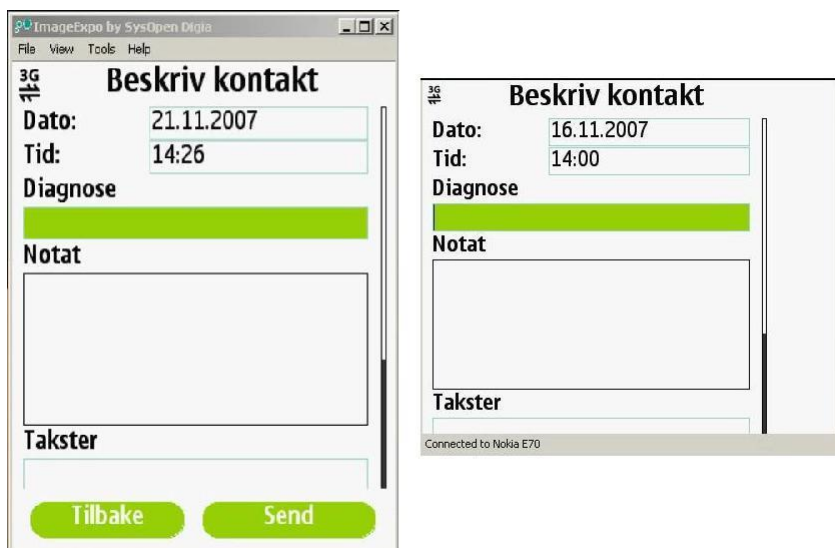 ImageExpo by SysOpen Digia
File View Tools Help
3G
Beskriv kontakt
Dato: 21.11.2007
Tid: 14:26
Diagnose
Notat
Takster
Tilbake Send
3G
Beskriv kontakt
Dato: 16.11.2007
Tid: 14:00
Diagnose
Notat
Takster
Connected to Nokia E70